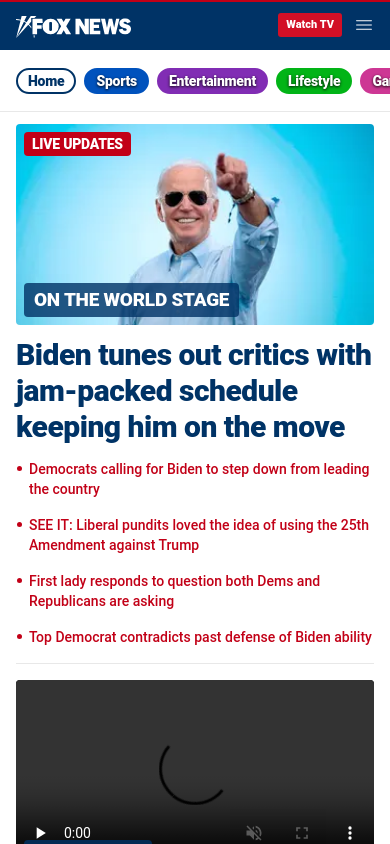 FOX NEWS
Watch TV
Home
Sports
Entertainment
Lifestyle
Ga
LIVE UPDATES
ON THE WORLD STAGE
Biden tunes out critics with
jam-packed schedule
keeping him on the move
Democrats calling for Biden to step down from leading
the country
SEE IT: Liberal pundits loved the idea of using the 25th
Amendment against Trump
First lady responds to question both Dems and
Republicans are asking
Top Democrat contradicts past defense of Biden ability
0:00